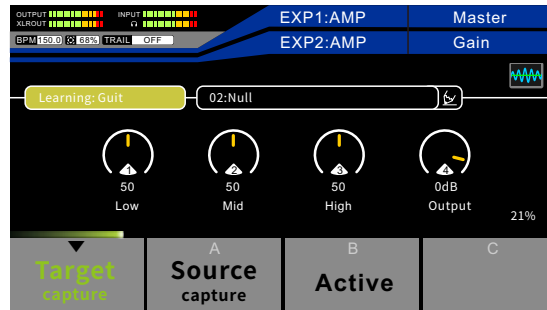 OUTPUT INPUT
XLROUT
BPM 150.0 68% TRAIL OFF
EXP1:AMP Master
EXP2:AMP Gain
Learning: Guit 02:Null
1 2 3 4
50 50 50 0dB
Low Mid High Output
21%
A B C
Target Source Active
capture capture